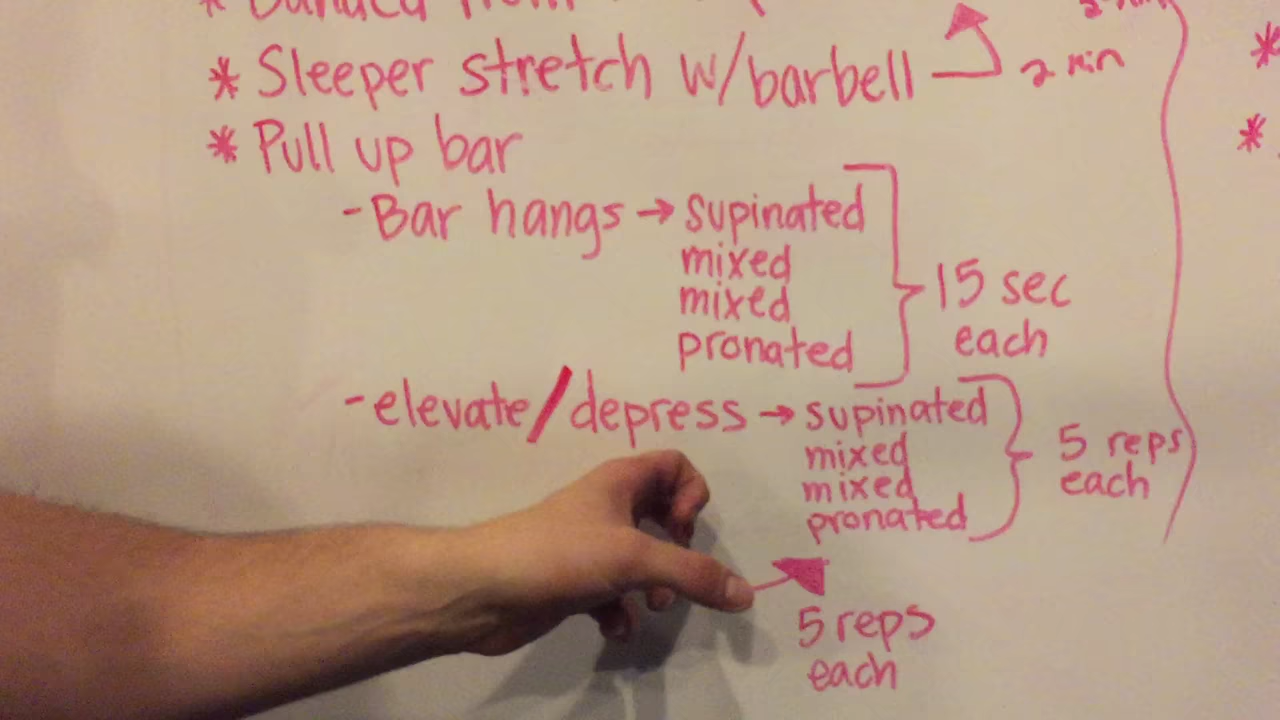 * Banded
* Sleeper stretch w/barbell → 2 min
* Pull up bar
- Bar hangs → supinated
mixed
mixed
pronated
15 sec
each
- elevate/depress → supinated
mixed
mixed
pronated
5 reps
each
5 reps
each
*
*